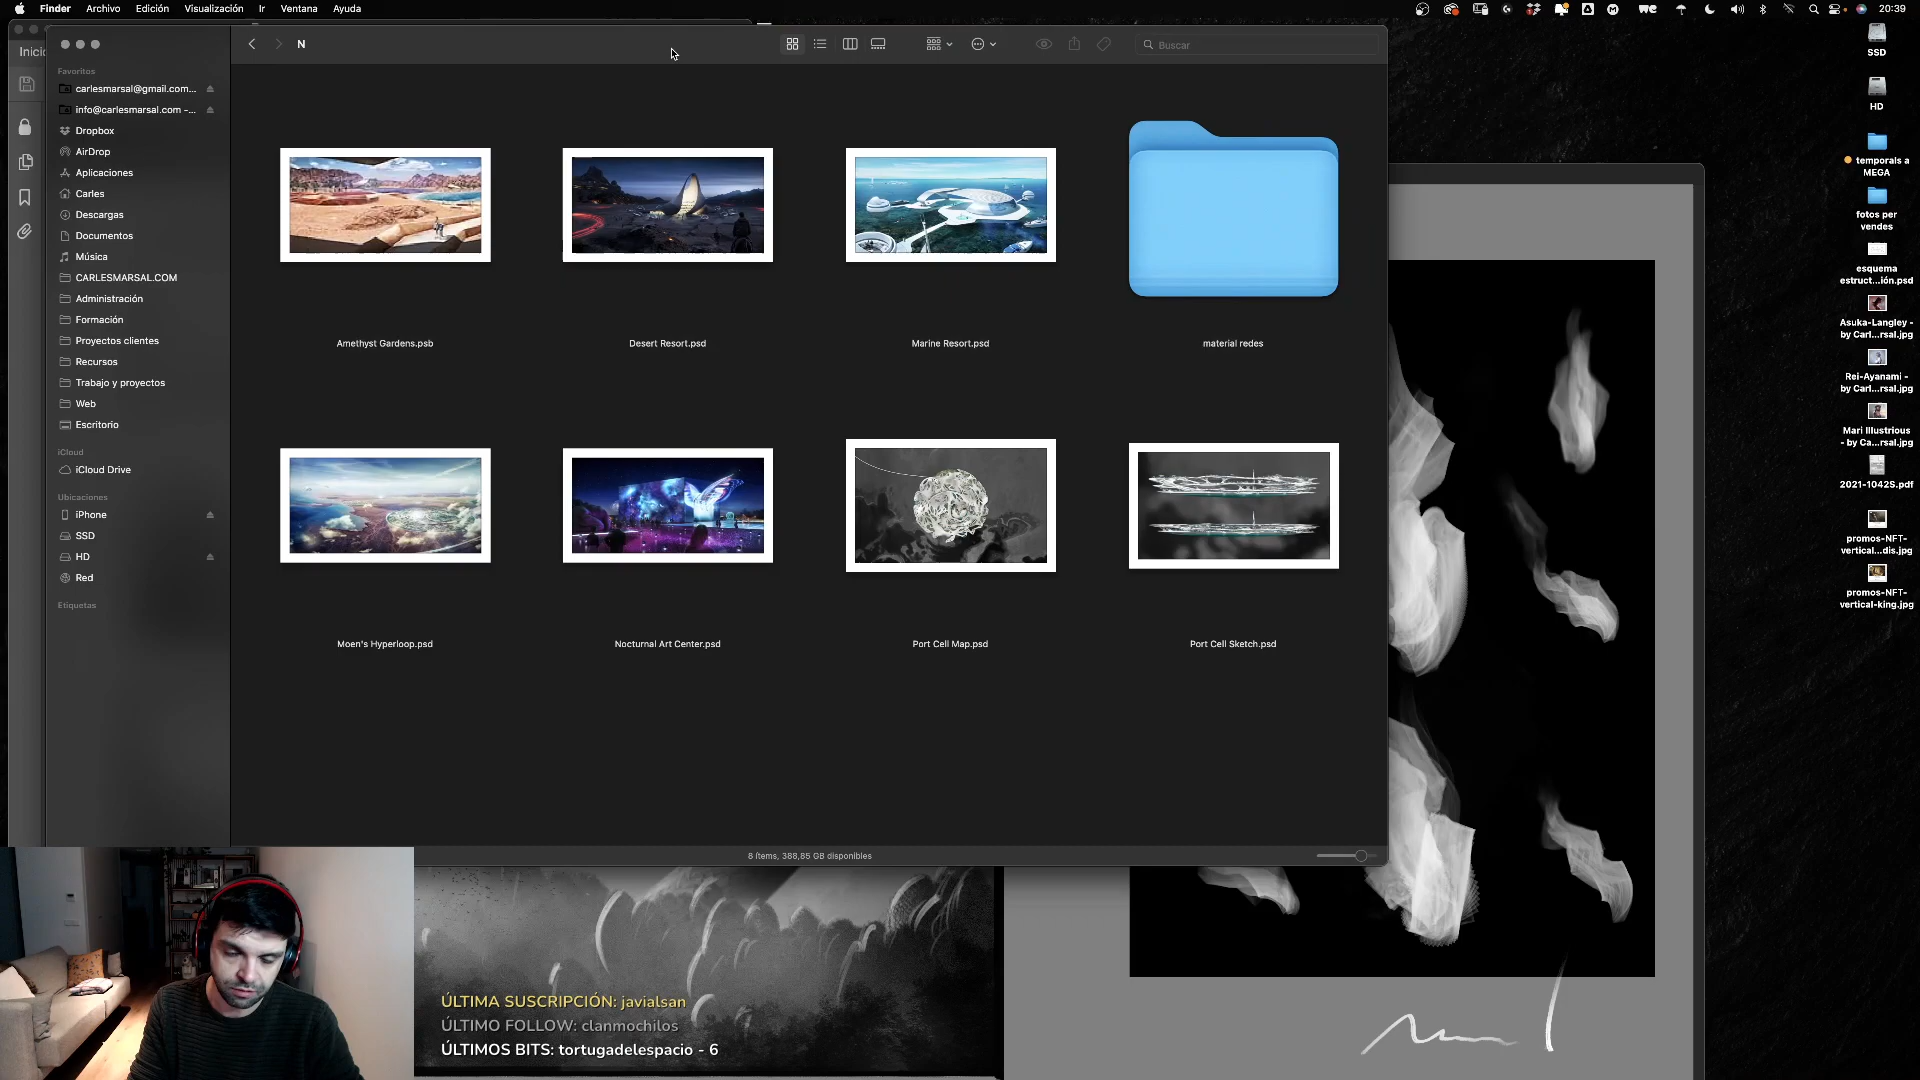 Finder Archivo Edición Visualización Ir Ventana Ayuda
20:39
Inicio
N
Buscar
Favoritos
carlesmarsal@gmail.com...
info@carlesmarsal.com -...
Dropbox
AirDrop
Aplicaciones
Carles
Descargas
Documentos
Música
CARLESMARSAL.COM
Administración
Formación
Proyectos clientes
Recursos
Trabajo y proyectos
Web
Escritorio
iCloud
iCloud Drive
Ubicaciones
iPhone
SSD
HD
Red
Etiquetas
Amethyst Gardens.psb
Desert Resort.psd
Marine Resort.psd
material redes
Moen's Hyperloop.psd
Nocturnal Art Center.psd
Port Cell Map.psd
Port Cell Sketch.psd
8 ítems, 388,85 GB disponibles
SSD
HD
temporals a
MEGA
fotos per
vendes
esquema
estruct...ión.psd
Asuka-Langley -
by Carl...rsal.jpg
Rei-Ayanami -
by Carl...rsal.jpg
Mari Illustrious
- by Ca...rsal.jpg
2021-1042S.pdf
promos-NFT-
vertical...dis.jpg
promos-NFT-
vertical-king.jpg
ÚLTIMA SUSCRIPCIÓN: javialsan
ÚLTIMO FOLLOW: clanmochilos
ÚLTIMOS BITS: tortugadelespacio - 6